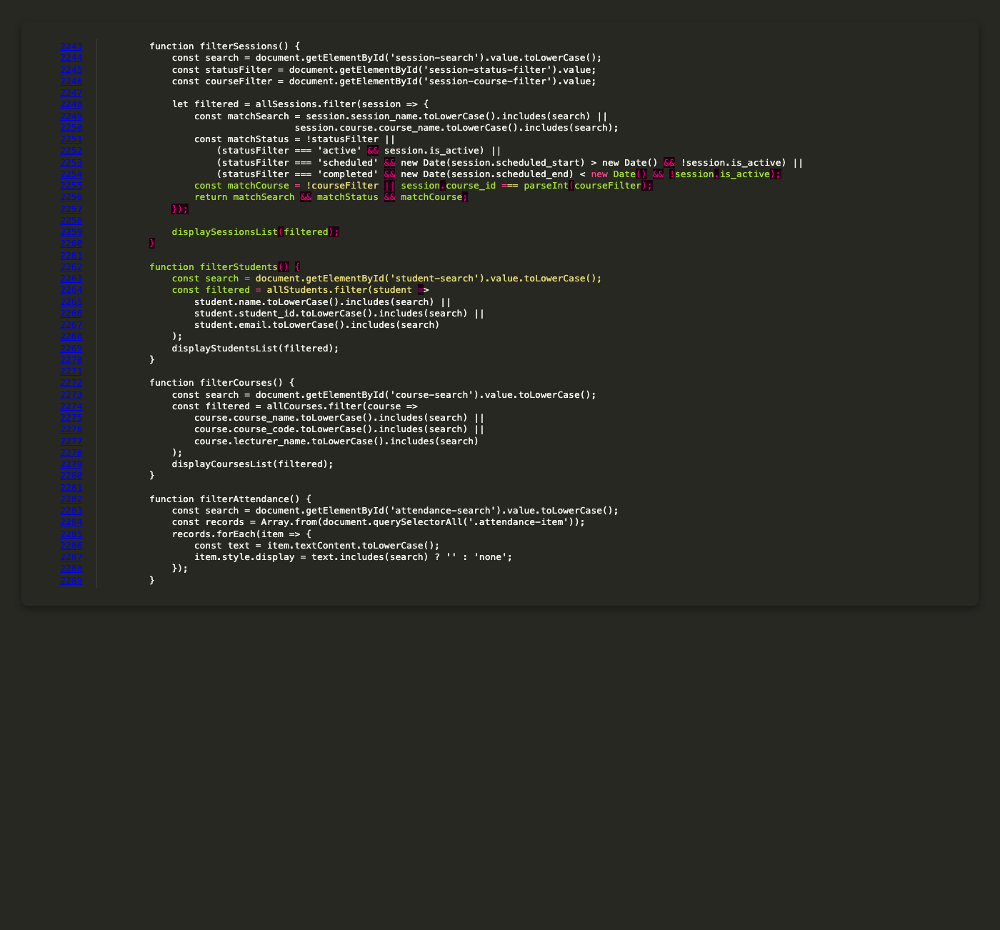 2243 function filterSessions() {
2244 const search = document.getElementById('session-search').value.toLowerCase();
2245 const statusFilter = document.getElementById('session-status-filter').value;
2246 const courseFilter = document.getElementById('session-course-filter').value;
2247
2248 let filtered = allSessions.filter(session => {
2249 const matchSearch = session.session_name.toLowerCase().includes(search) ||
2250 session.course.course_name.toLowerCase().includes(search);
2251 const matchStatus = !statusFilter ||
2252 (statusFilter === 'active' && session.is_active) ||
2253 (statusFilter === 'scheduled' && new Date(session.scheduled_start) > new Date() && !session.is_active) ||
2254 (statusFilter === 'completed' && new Date(session.scheduled_end) < new Date() && !session.is_active);
2255 const matchCourse = !courseFilter || session.course_id === parseInt(courseFilter);
2256 return matchSearch && matchStatus && matchCourse;
2257 });
2258
2259 displaySessionsList(filtered);
2260 }
2261
2262 function filterStudents() {
2263 const search = document.getElementById('student-search').value.toLowerCase();
2264 const filtered = allStudents.filter(student =>
2265 student.name.toLowerCase().includes(search) ||
2266 student.student_id.toLowerCase().includes(search) ||
2267 student.email.toLowerCase().includes(search)
2268 );
2269 displayStudentsList(filtered);
2270 }
2271
2272 function filterCourses() {
2273 const search = document.getElementById('course-search').value.toLowerCase();
2274 const filtered = allCourses.filter(course =>
2275 course.course_name.toLowerCase().includes(search) ||
2276 course.course_code.toLowerCase().includes(search) ||
2277 course.lecturer_name.toLowerCase().includes(search)
2278 );
2279 displayCoursesList(filtered);
2280 }
2281
2282 function filterAttendance() {
2283 const search = document.getElementById('attendance-search').value.toLowerCase();
2284 const records = Array.from(document.querySelectorAll('.attendance-item'));
2285 records.forEach(item => {
2286 const text = item.textContent.toLowerCase();
2287 item.style.display = text.includes(search) ? '' : 'none';
2288 });
2289 }